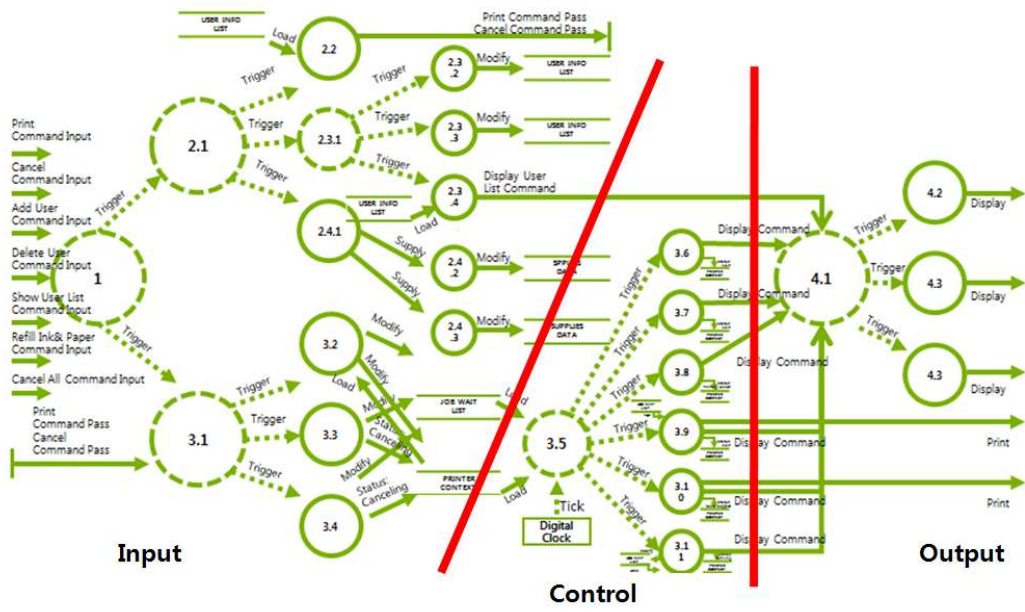 USER INFO
LIST
Load
2.2
Print Command Pass
Cancel Command Pass
Trigger
2.3
.2
Modify
USER INFO
LIST
Print
Command Input
Cancel
Command Input
Add User
Command Input
Delete User
Command Input
Show User List
Command Input
Refill Ink& Paper
Command Input
Cancel All Command Input
Print
Command Pass
Cancel
Command Pass
1
Trigger
Trigger
2.1
Trigger
Trigger
2.3.1
Trigger
Trigger
Trigger
2.3
.3
Modify
USER INFO
LIST
2.3
.4
Display User
List Command
USER INFO
LIST
Load
2.4.1
Supply
Supply
2.4
.2
Modify
SPPLIES
DATA
2.4
.3
Modify
SUPPLIES
DATA
3.1
Trigger
Trigger
Trigger
3.2
Modify
Modify
Load
3.3
Modify
Status:
Canceling
3.4
Modify
Status:
Canceling
JOB WAIT
LIST
Load
PRINTER
CONTEXT
Load
3.5
Tick
Digital
Clock
Trigger
Trigger
Trigger
Trigger
Trigger
Trigger
3.6
Display Command
3.7
Display Command
3.8
Display Command
3.9
Display Command
3.1
0
Display Command
3.1
1
Display Command
4.1
Trigger
Trigger
Trigger
4.2
Display
4.3
Display
4.3
Display
Print
Print
Input
Control
Output